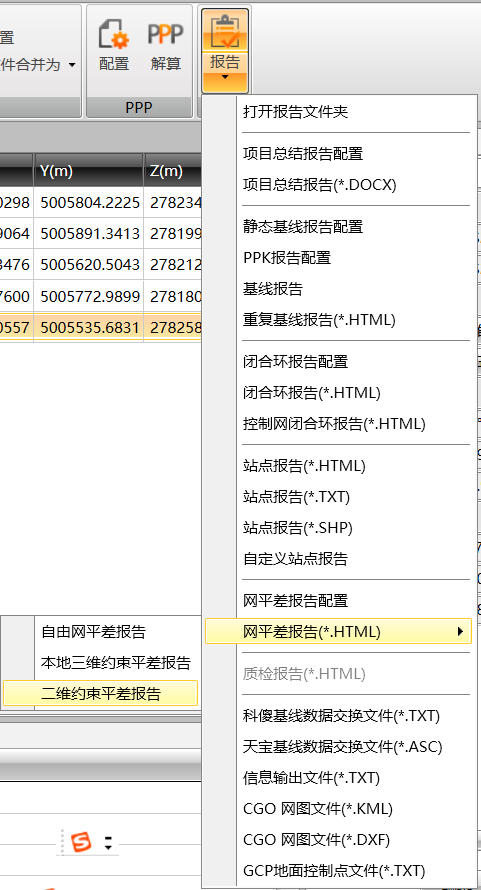 置
件合并为
配置
解算
PPP
报告
Y(m)
Z(m)
0298 5005804.2225 278234
9064 5005891.3413 278199
3476 5005620.5043 278212
7600 5005772.9899 278180
0557 5005535.6831 278258
打开报告文件夹
项目总结报告配置
项目总结报告(*.DOCX)
静态基线报告配置
PPK报告配置
基线报告
重复基线报告(*.HTML)
闭合环报告配置
闭合环报告(*.HTML)
控制网闭合环报告(*.HTML)
站点报告(*.HTML)
站点报告(*.TXT)
站点报告(*.SHP)
自定义站点报告
网平差报告配置
网平差报告(*.HTML)
自由网平差报告
本地三维约束平差报告
二维约束平差报告
质检报告(*.HTML)
科傻基线数据交换文件(*.TXT)
天宝基线数据交换文件(*.ASC)
信息输出文件(*.TXT)
CGO 网图文件(*.KML)
CGO 网图文件(*.DXF)
GCP地面控制点文件(*.TXT)